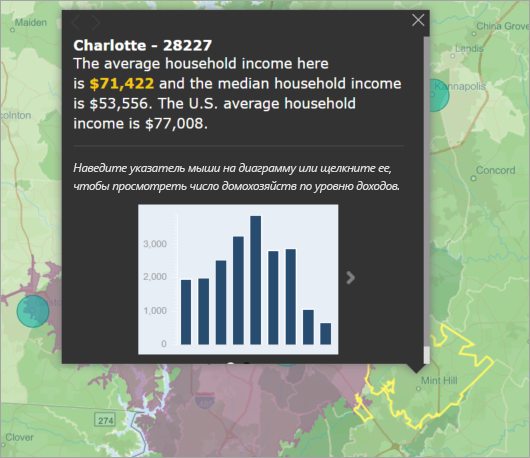 Maiden
China Grove
Landis
Kannapolis
Concord
Charlotte - 28227
The average household income here
is $71,422 and the median household income
is $53,556. The U.S. average household
income is $77,008.
Наведите указатель мыши на диаграмму или щелкните ее,
чтобы просмотреть число домохозяйств по уровню доходов.
3,000
2,000
1,000
0
Mint Hill
274
Clover